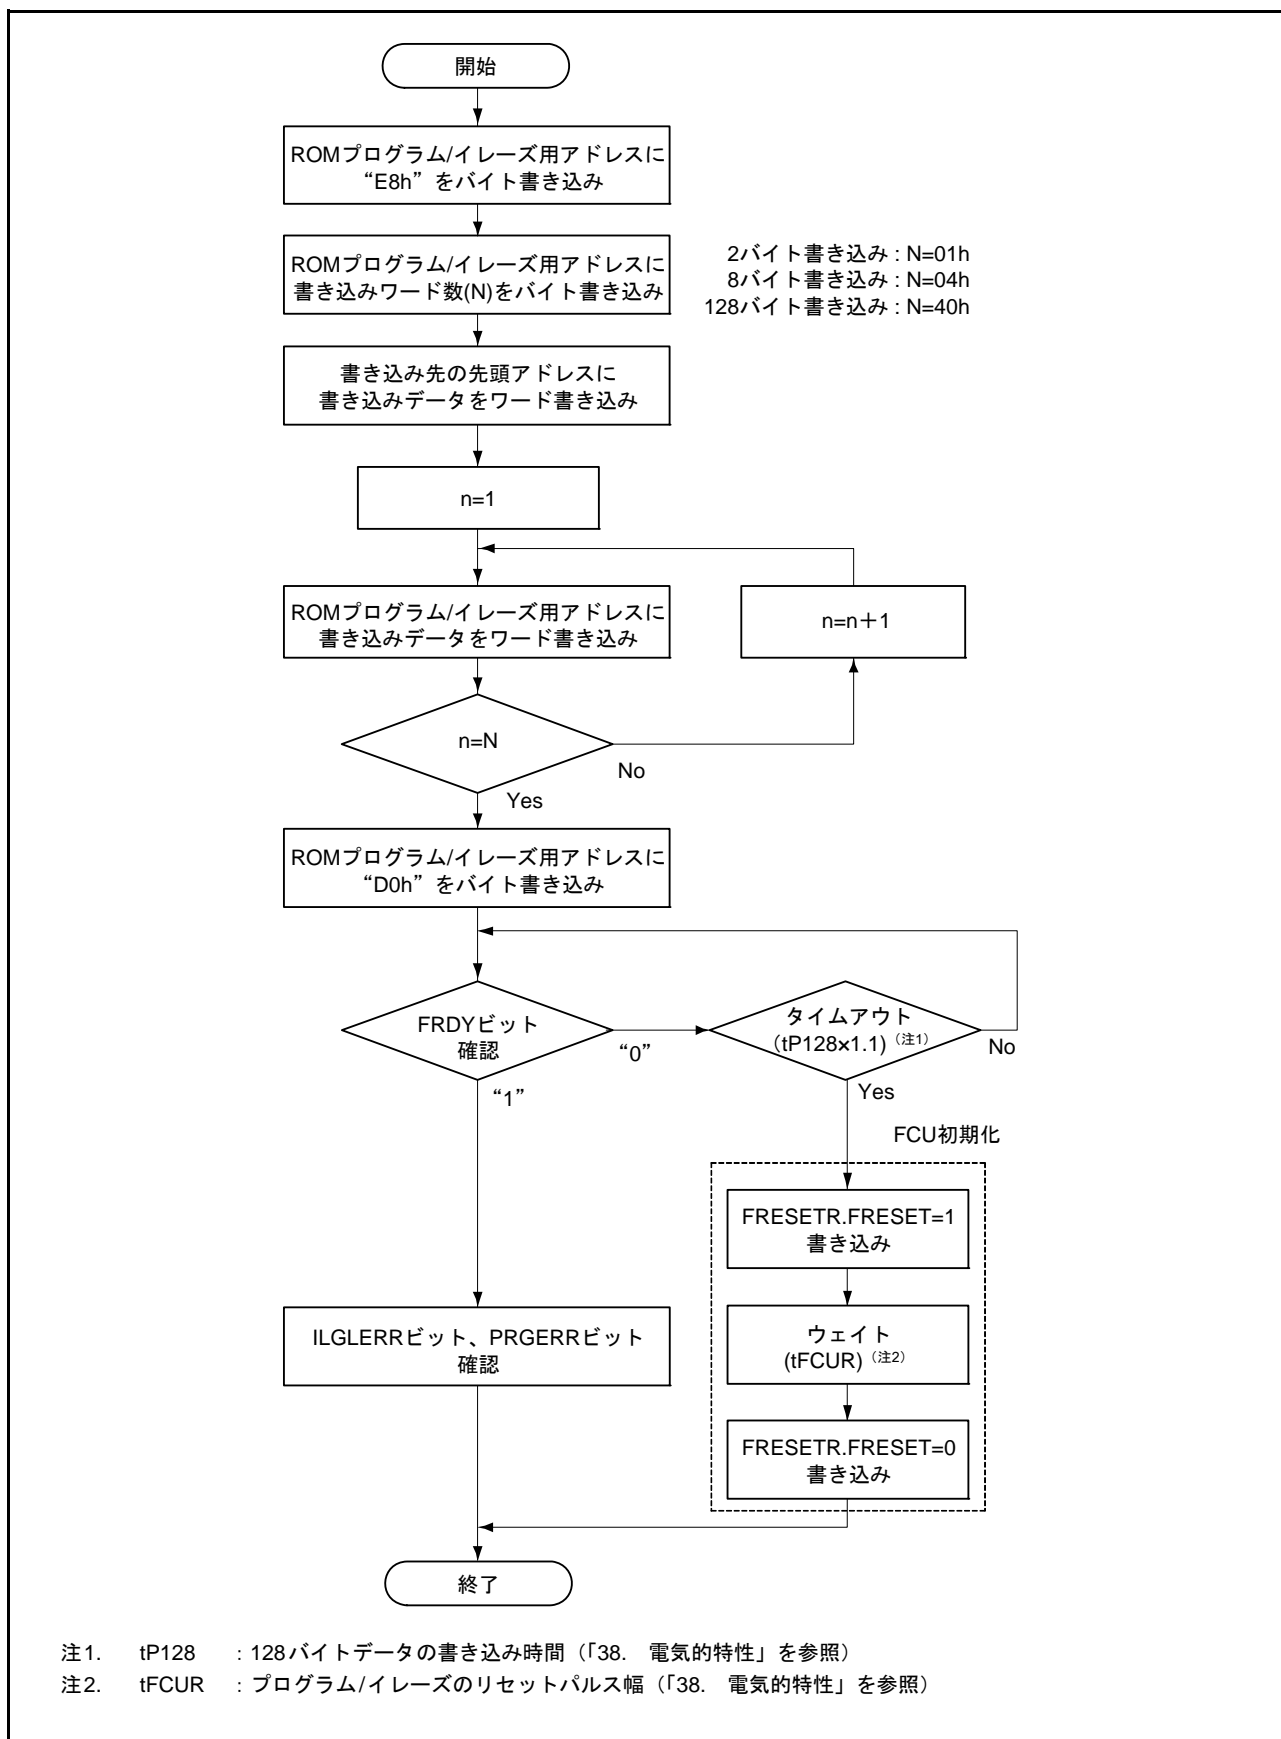 開始
ROMプログラム/イレーズ用アドレスに
“E8h”をバイト書き込み
ROMプログラム/イレーズ用アドレスに
書き込みワード数(N)をバイト書き込み
2バイト書き込み : N=01h
8バイト書き込み : N=04h
128バイト書き込み : N=40h
書き込み先の先頭アドレスに
書き込みデータをワード書き込み
n=1
ROMプログラム/イレーズ用アドレスに
書き込みデータをワード書き込み
n=n＋1
n=N
No
Yes
ROMプログラム/イレーズ用アドレスに
“D0h”をバイト書き込み
FRDYビット
確認
“0”
“1”
タイムアウト
(tP128×1.1)（注1）
No
Yes
FCU初期化
FRESETR.FRESET=1
書き込み
ウェイト
(tFCUR)（注2）
FRESETR.FRESET=0
書き込み
ILGLERRビット、PRGERRビット
確認
終了
注1. tP128 : 128バイトデータの書き込み時間（「38. 電気的特性」を参照）
注2. tFCUR : プログラム/イレーズのリセットパルス幅（「38. 電気的特性」を参照）